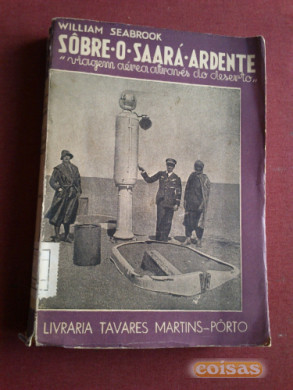 WILLIAM SEABROOK
SÔBRE·O·SAARÁ·ARDENTE
"viagem aérea através do deserto"
LIVRARIA TAVARES MARTINS-PÔRTO
coisas